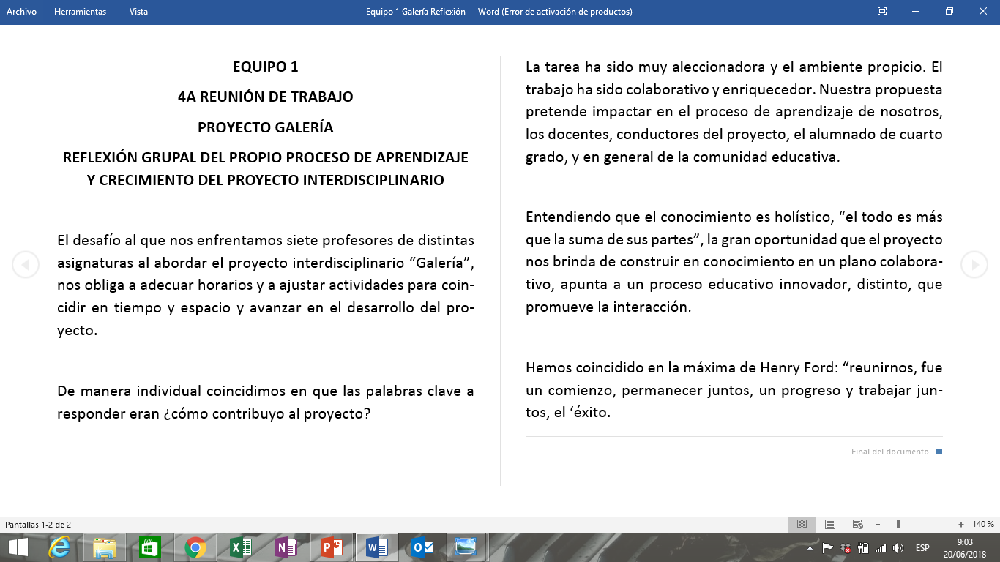 Archivo Herramientas Vista Equipo 1 Galería Reflexión - Word (Error de activación de productos)
EQUIPO 1
4A REUNIÓN DE TRABAJO
PROYECTO GALERÍA
REFLEXIÓN GRUPAL DEL PROPIO PROCESO DE APRENDIZAJE
Y CRECIMIENTO DEL PROYECTO INTERDISCIPLINARIO
El desafío al que nos enfrentamos siete profesores de distintas
asignaturas al abordar el proyecto interdisciplinario “Galería”,
nos obliga a adecuar horarios y a ajustar actividades para coin-
cidir en tiempo y espacio y avanzar en el desarrollo del pro-
yecto.
De manera individual coincidimos en que las palabras clave a
responder eran ¿cómo contribuyo al proyecto?
La tarea ha sido muy aleccionadora y el ambiente propicio. El
trabajo ha sido colaborativo y enriquecedor. Nuestra propuesta
pretende impactar en el proceso de aprendizaje de nosotros,
los docentes, conductores del proyecto, el alumnado de cuarto
grado, y en general de la comunidad educativa.
Entendiendo que el conocimiento es holístico, “el todo es más
que la suma de sus partes”, la gran oportunidad que el proyecto
nos brinda de construir en conocimiento en un plano colabora-
tivo, apunta a un proceso educativo innovador, distinto, que
promueve la interacción.
Hemos coincidido en la máxima de Henry Ford: “reunirnos, fue
un comienzo, permanecer juntos, un progreso y trabajar jun-
tos, el ‘éxito.
Final del documento
Pantallas 1-2 de 2 140 %
ESP 9:03
20/06/2018